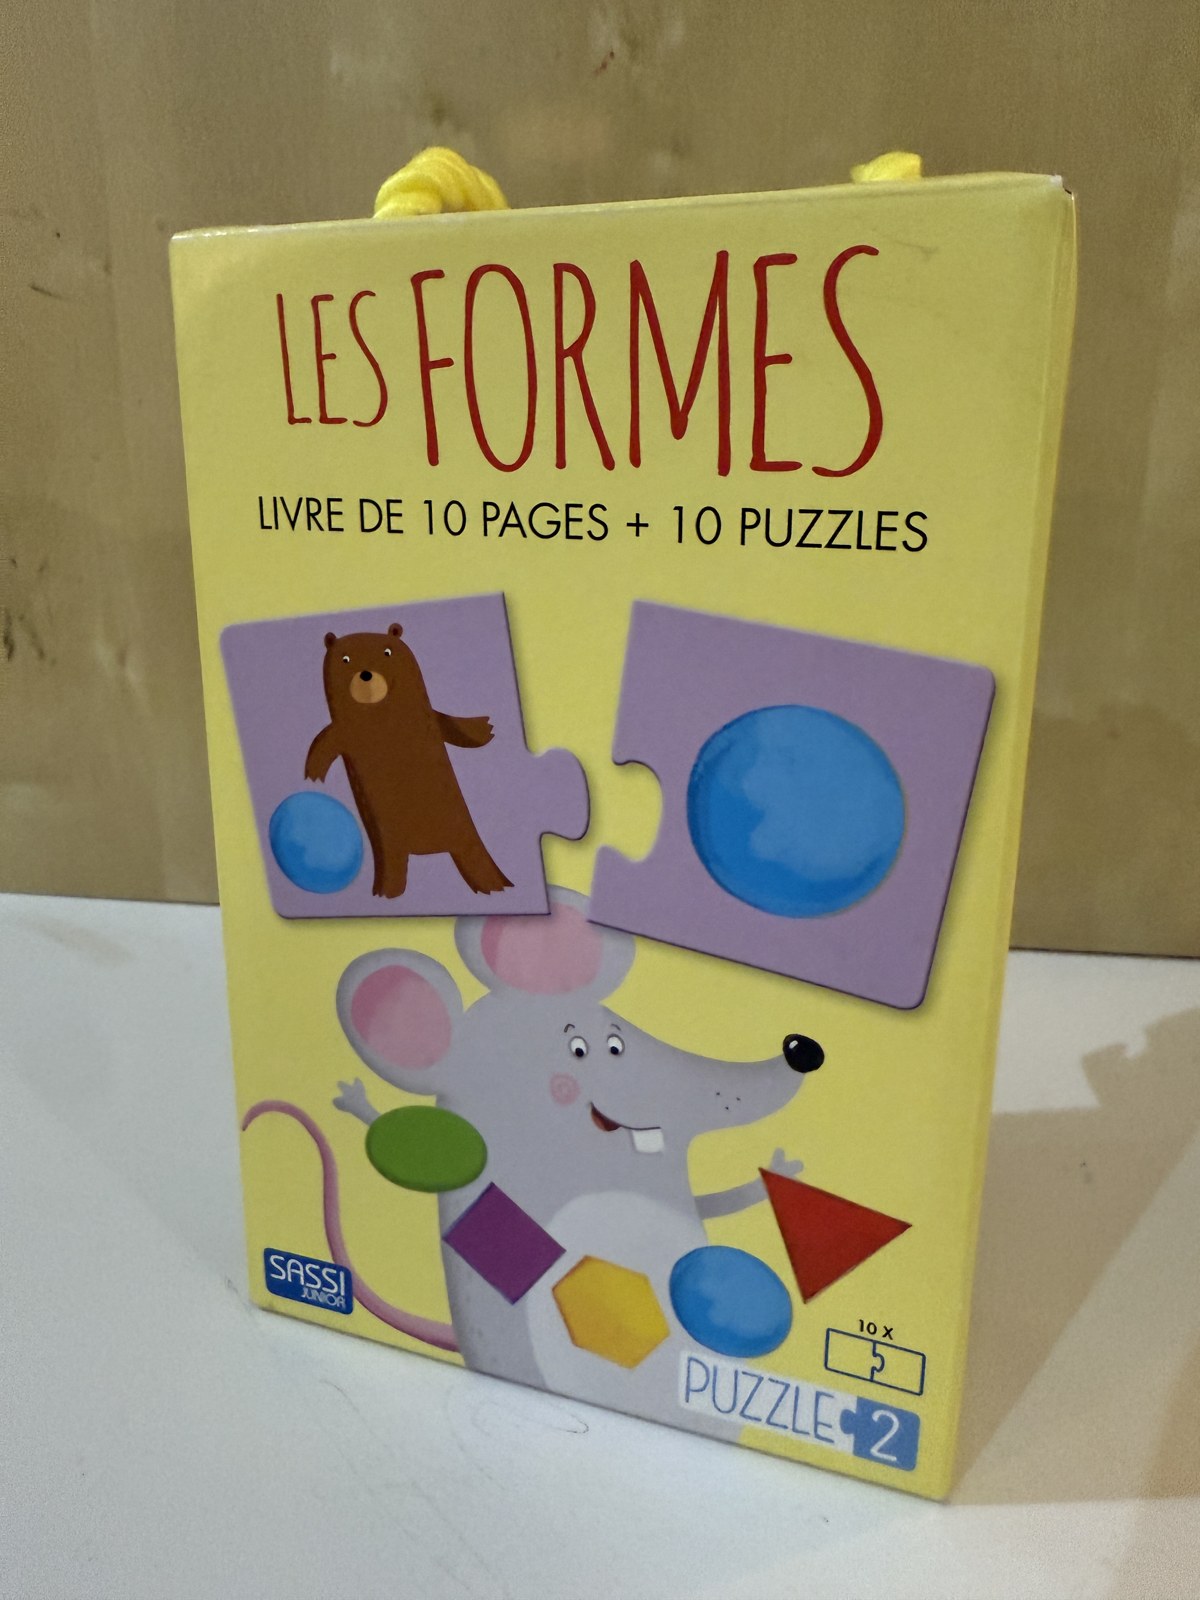 LES FORMES
LIVRE DE 10 PAGES + 10 PUZZLES
SASSI
JUNIOR
10 X
PUZZLE 2